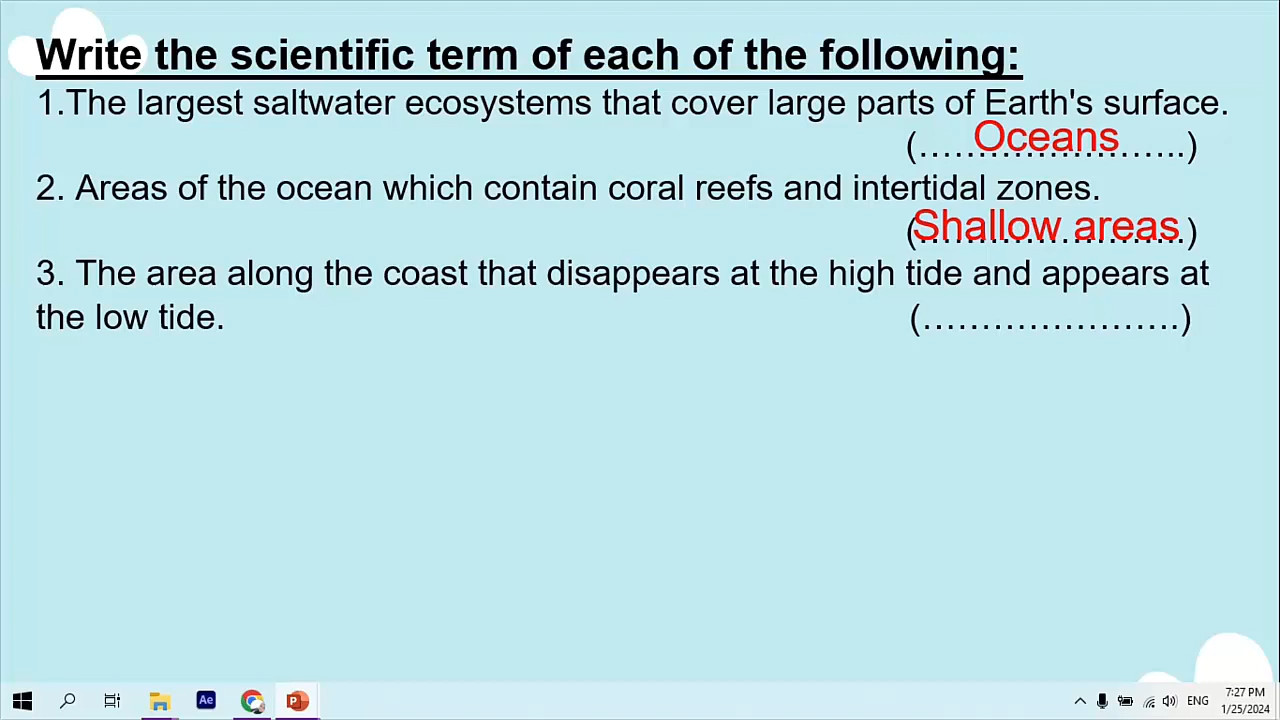 Write the scientific term of each of the following:
1.The largest saltwater ecosystems that cover large parts of Earth's surface.
(……Oceans……..)
2. Areas of the ocean which contain coral reefs and intertidal zones.
(Shallow areas.)
3. The area along the coast that disappears at the high tide and appears at
the low tide. (………………….)
Ae
P
ENG
7:27 PM
1/25/2024